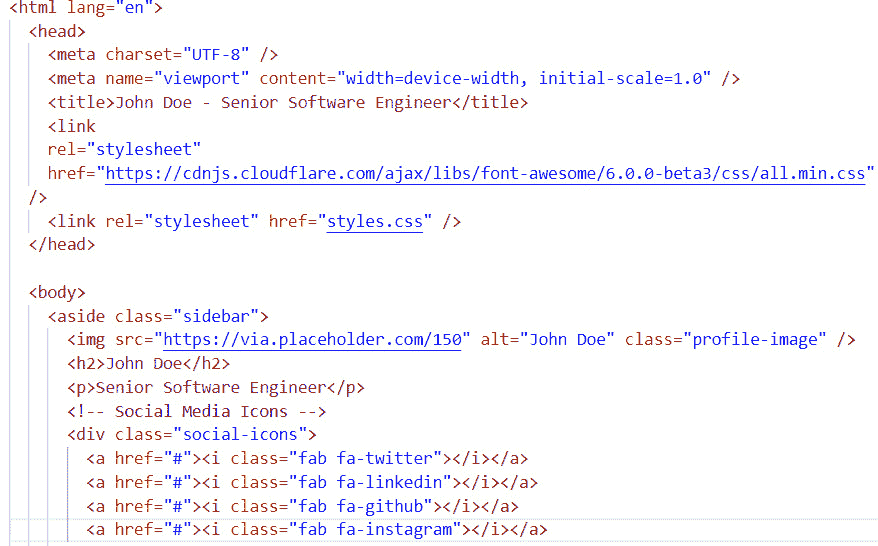 <html lang="en">
<head>
<meta charset="UTF-8" />
<meta name="viewport" content="width=device-width, initial-scale=1.0" />
<title>John Doe - Senior Software Engineer</title>
<link
rel="stylesheet"
href="https://cdnjs.cloudflare.com/ajax/libs/font-awesome/6.0.0-beta3/css/all.min.css"
/>
<link rel="stylesheet" href="styles.css" />
</head>
<body>
<aside class="sidebar">
<img src="https://via.placeholder.com/150" alt="John Doe" class="profile-image" />
<h2>John Doe</h2>
<p>Senior Software Engineer</p>
<!-- Social Media Icons -->
<div class="social-icons">
<a href="#"><i class="fab fa-twitter"></i></a>
<a href="#"><i class="fab fa-linkedin"></i></a>
<a href="#"><i class="fab fa-github"></i></a>
<a href="#"><i class="fab fa-instagram"></i></a>